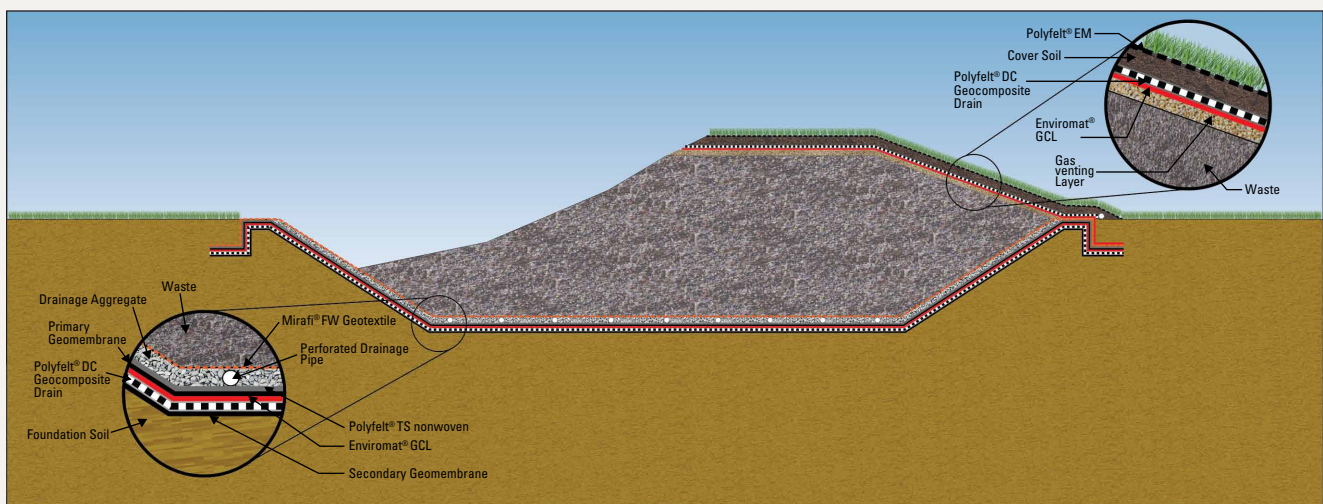 Polyfelt® EM
Cover Soil
Polyfelt® DC
Geocomposite
Drain
Enviromat®
GCL
Gas
venting
Layer
Waste
Waste
Drainage Aggregate
Primary
Geomembrane
Polyfelt® DC
Geocomposite
Drain
Foundation Soil
Mirafi® FW Geotextile
Perforated Drainage
Pipe
Polyfelt® TS nonwoven
Enviromat® GCL
Secondary Geomembrane